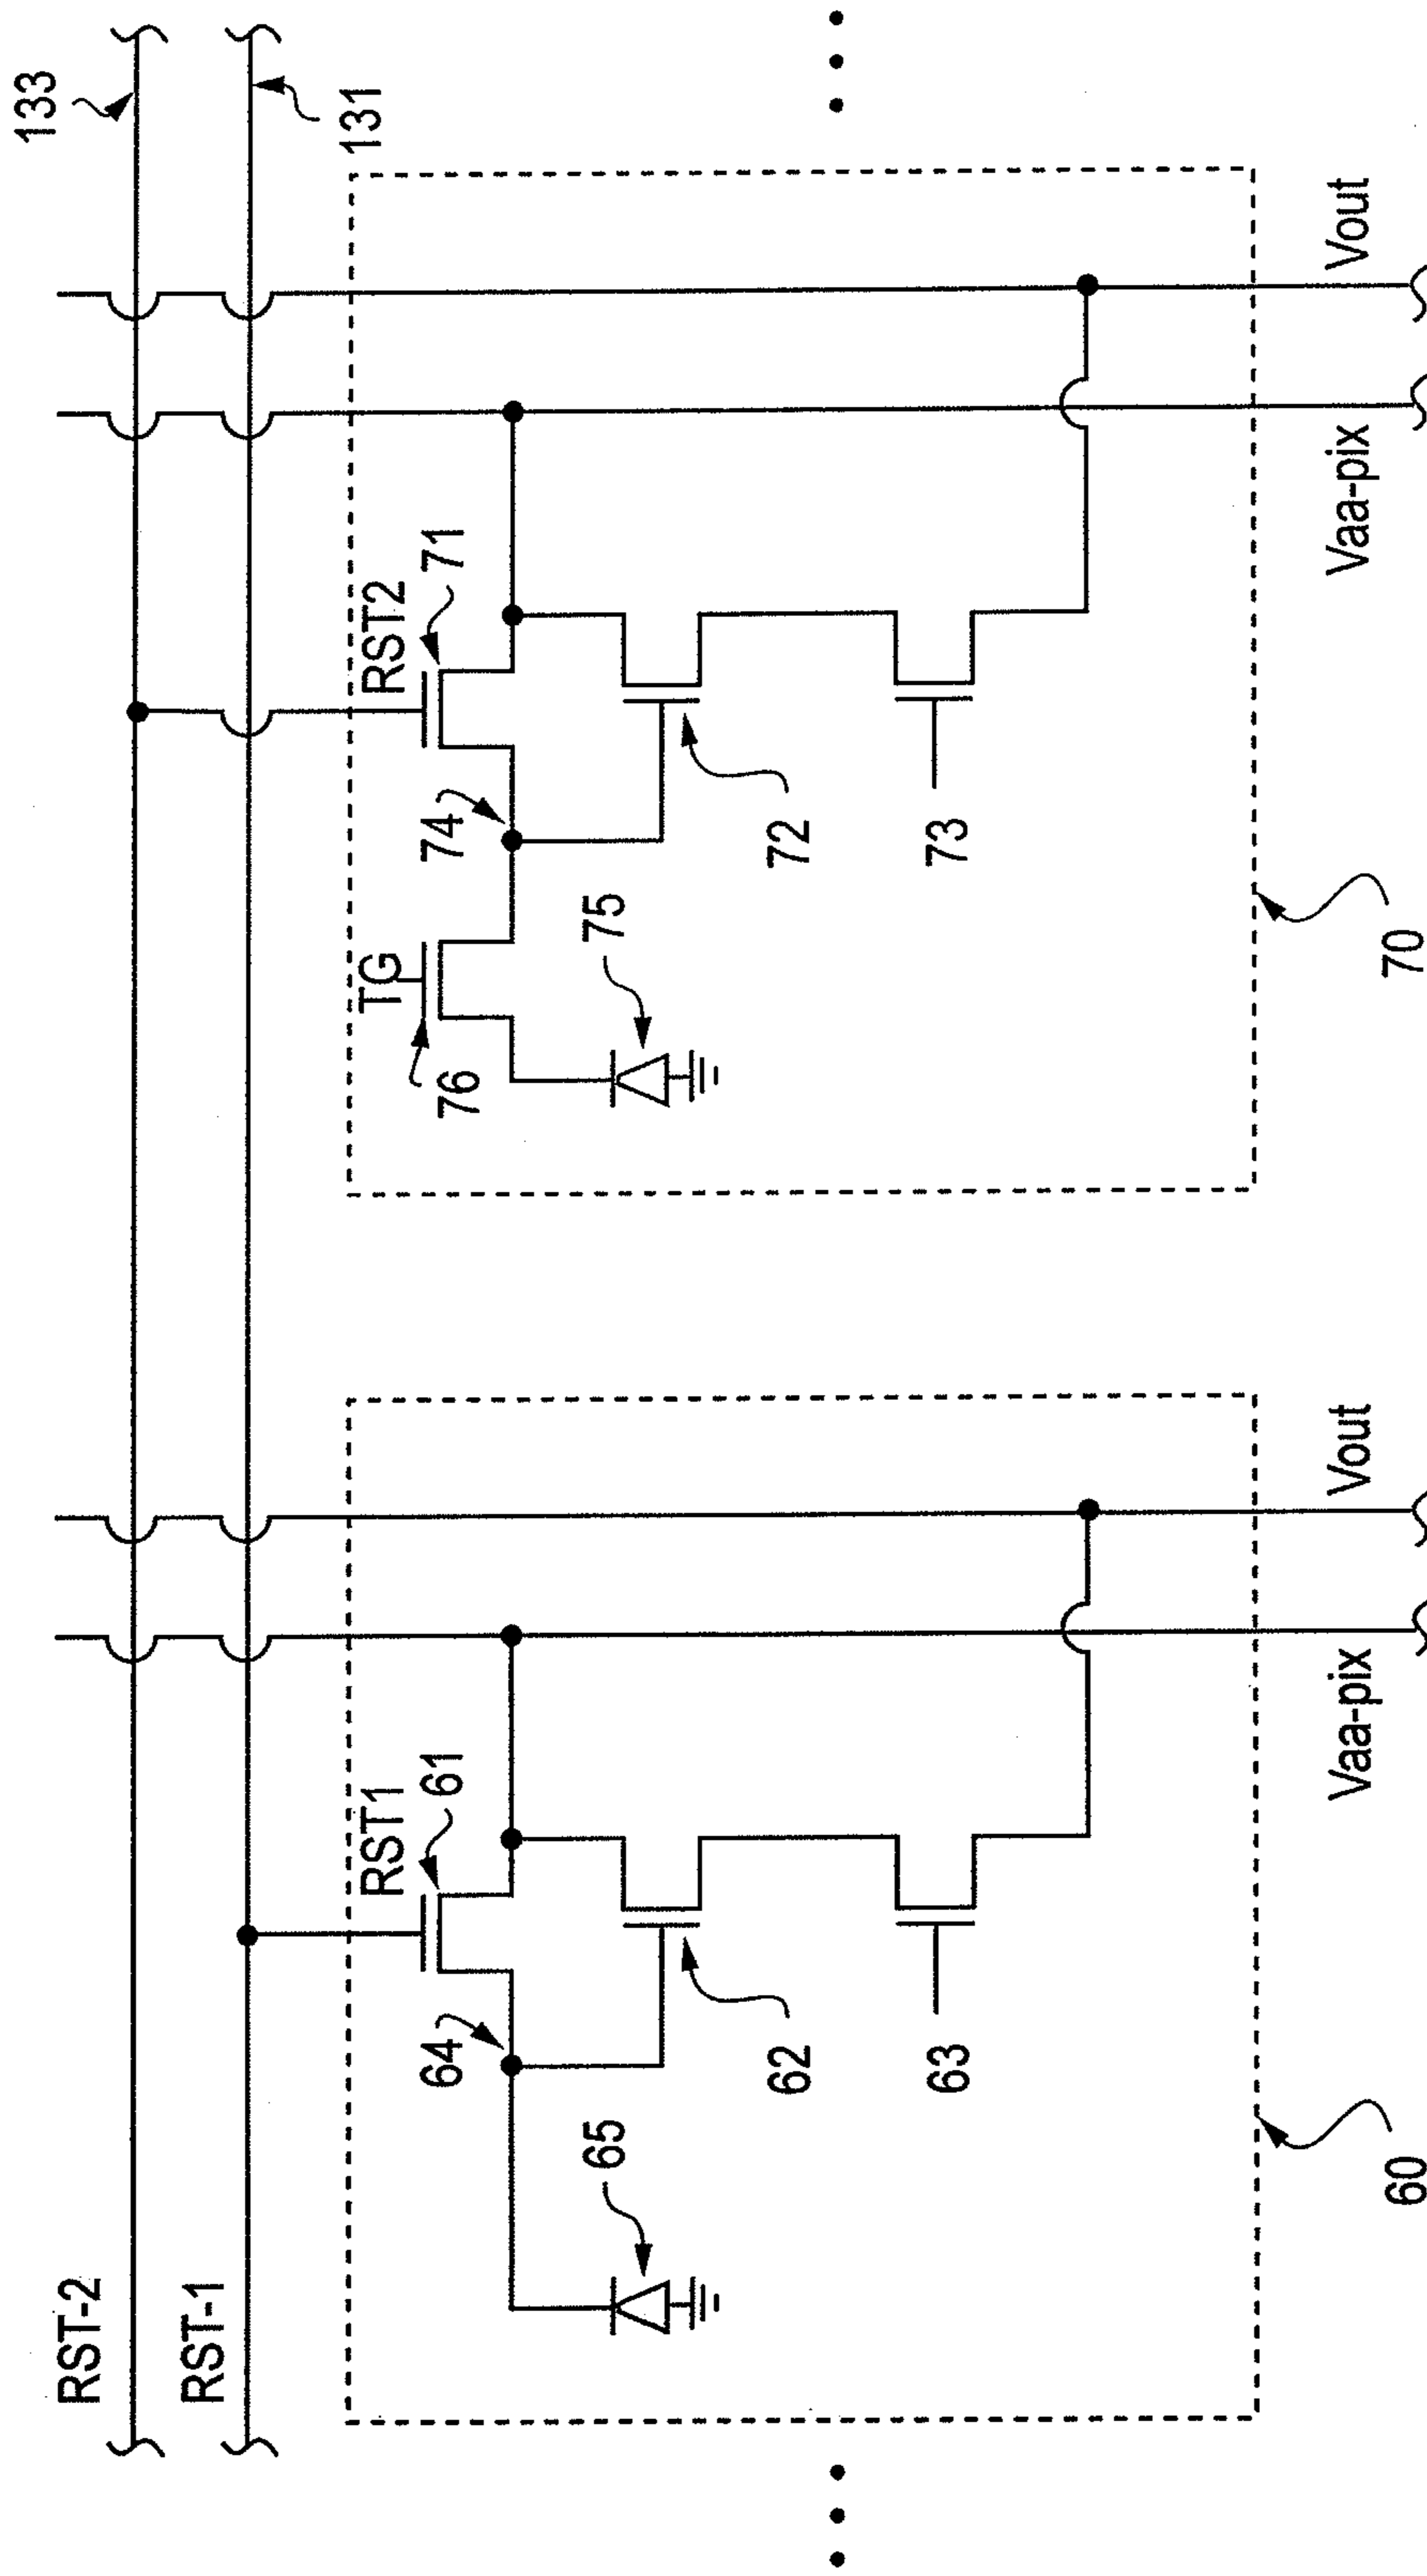 RST-2
133
RST-1
131
RST1
61
64
65
62
63
60
Vaa-pix
Vout
RST2
71
TG
76
74
75
72
73
70
Vaa-pix
Vout